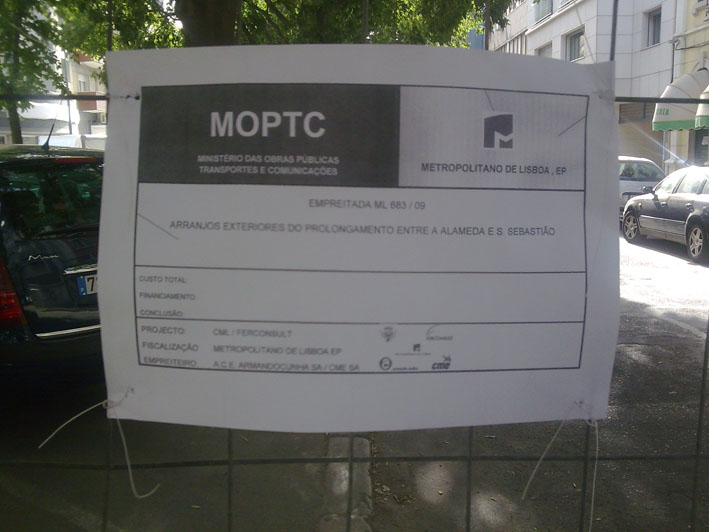 MOPTC
MINISTÉRIO DAS OBRAS PÚBLICAS
TRANSPORTES E COMUNICAÇÕES
METROPOLITANO DE LISBOA, EP
EMPREITADA ML 683 / 09
ARRANJOS EXTERIORES DO PROLONGAMENTO ENTRE A ALAMEDA E S. SEBASTIÃO
CUSTO TOTAL:
FINANCIAMENTO:
CONCLUSÃO:
PROJECTO: CML / FERCONSULT
FISCALIZAÇÃO METROPOLITANO DE LISBOA EP
EMPREITEIRO A.C.E. ARMANDOCUNHA SA / CME SA
cme